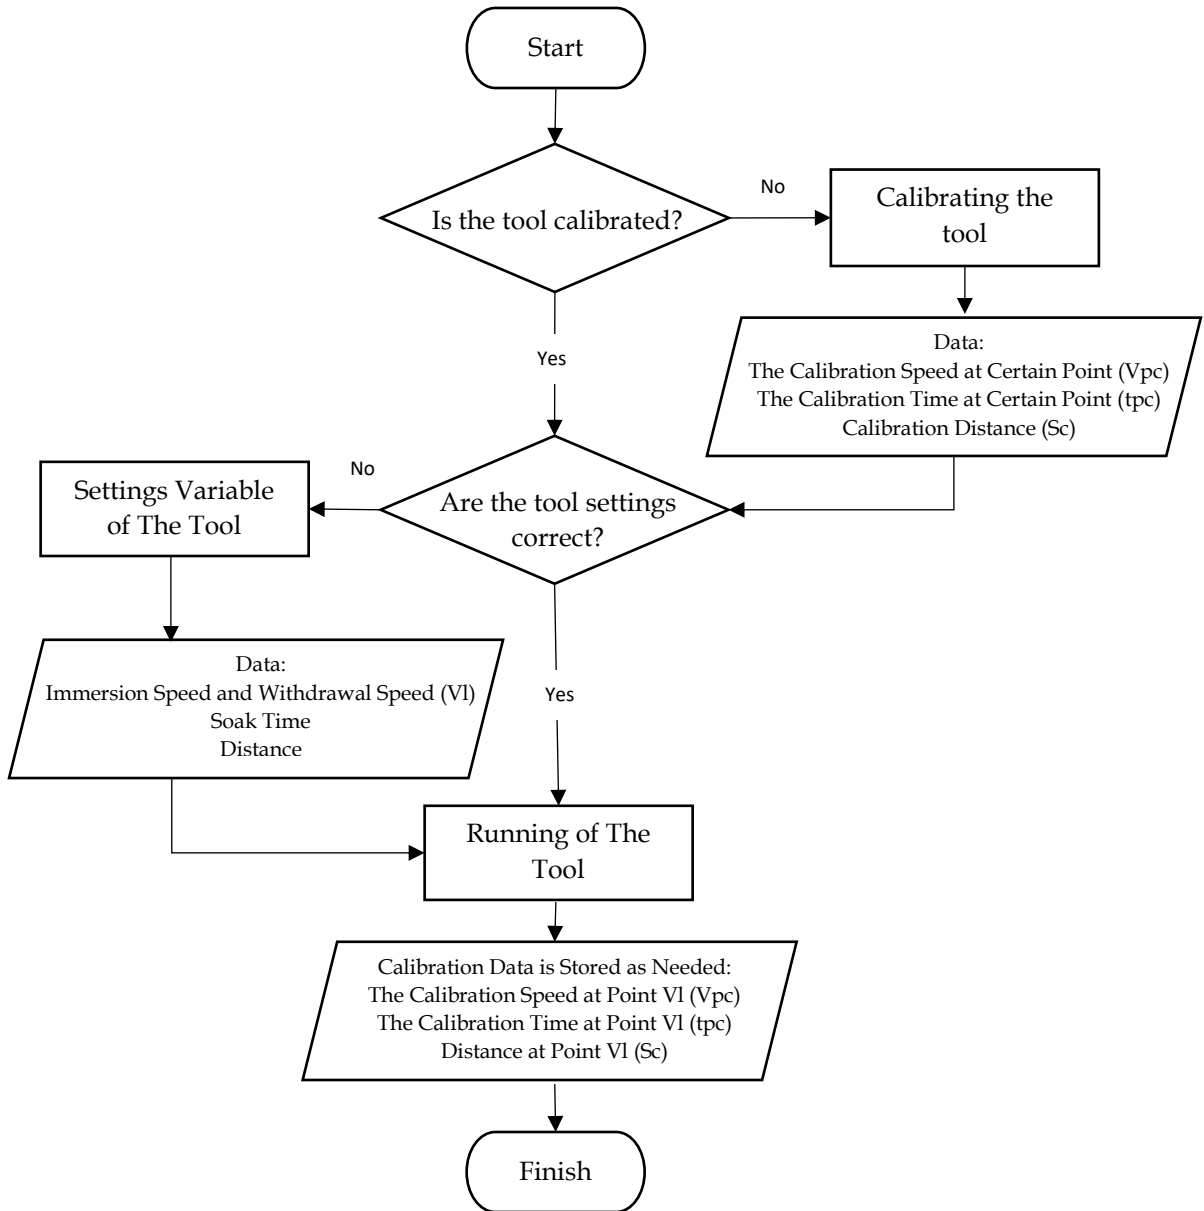 Start
Is the tool calibrated?
No
Calibrating the
tool
Data:
The Calibration Speed at Certain Point (Vpc)
The Calibration Time at Certain Point (tpc)
Calibration Distance (Sc)
Yes
Are the tool settings
correct?
No
Settings Variable
of The Tool
Data:
Immersion Speed and Withdrawal Speed (Vl)
Soak Time
Distance
Yes
Running of The
Tool
Calibration Data is Stored as Needed:
The Calibration Speed at Point Vl (Vpc)
The Calibration Time at Point Vl (tpc)
Distance at Point Vl (Sc)
Finish